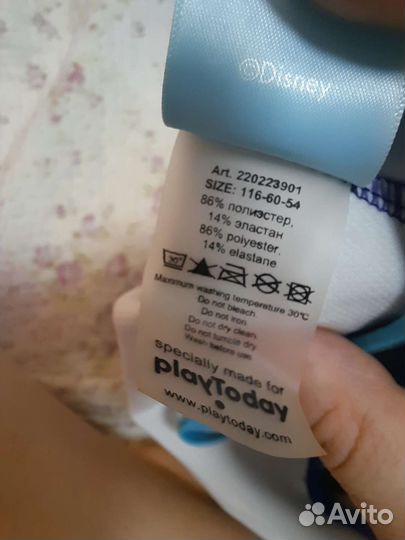 ©Disney
Art. 220223901
SIZE: 116-60-54
86% полиэстер,
14% эластан
86% polyester,
14% elastane
30°
Maximum washing temperature 30°C
Do not bleach.
Do not iron.
Do not dry clean.
Do not tumble dry.
Wash before use.
specially made for
playToday
www.playtoday.com
Avito